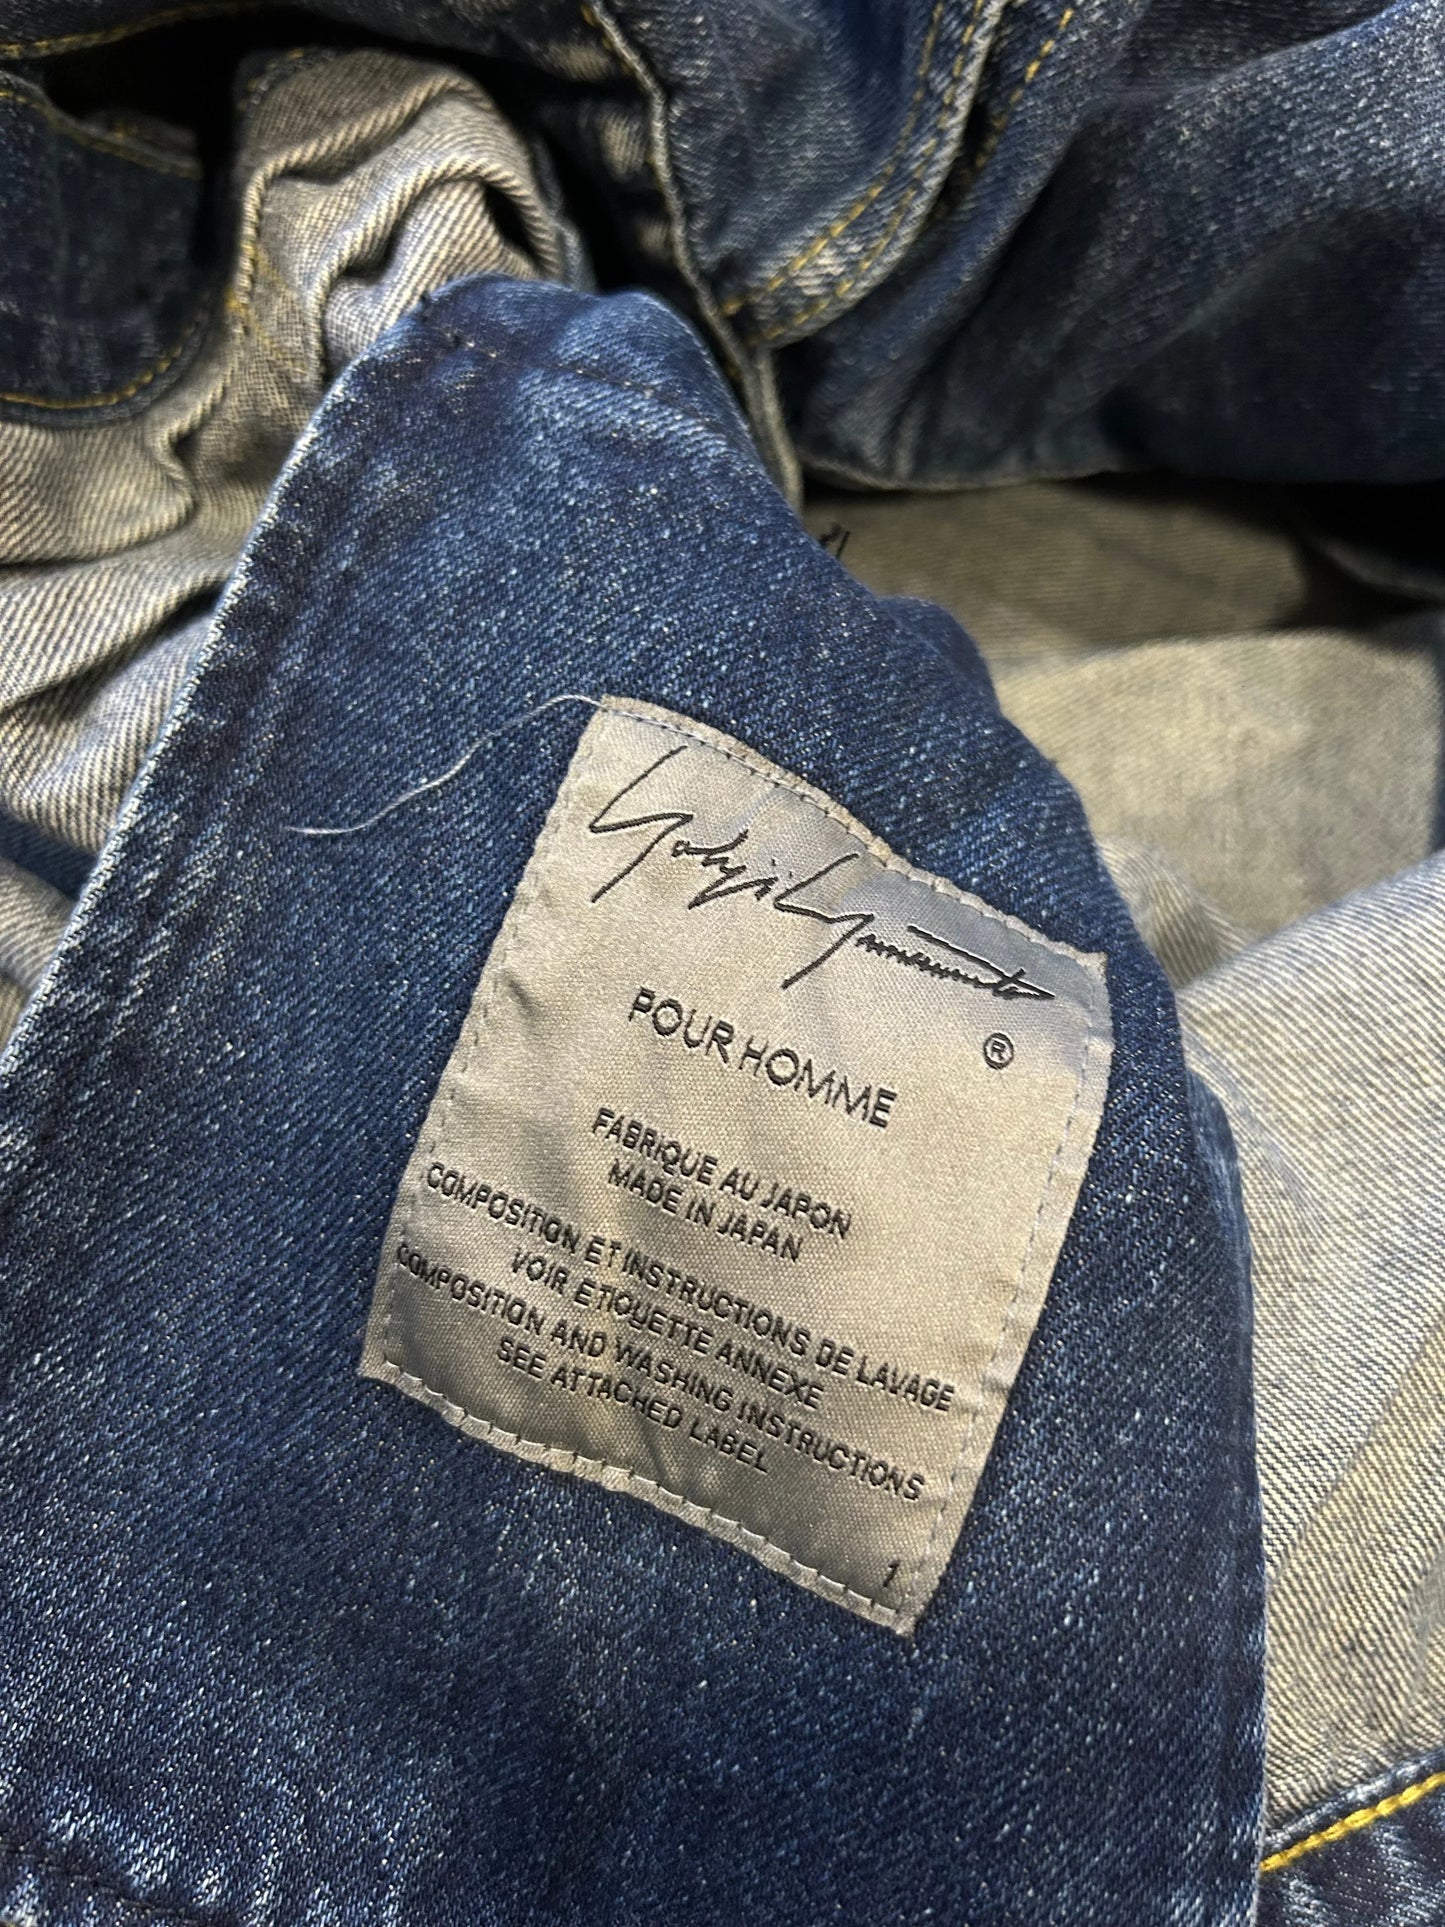 Yohji Yamamoto
®
POUR HOMME
FABRIQUE AU JAPON
MADE IN JAPAN
COMPOSITION ET INSTRUCTIONS DE LAVAGE
VOIR ETIQUETTE ANNEXE
COMPOSITION AND WASHING INSTRUCTIONS
SEE ATTACHED LABEL
1